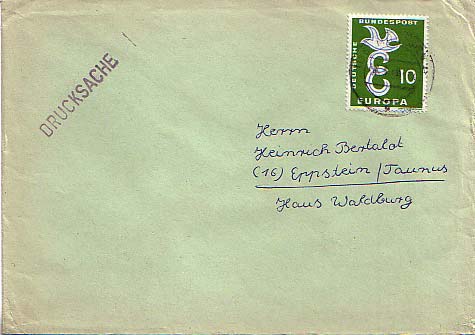 DRUCKSACHE
DEUTSCHE
BUNDESPOST
10
EUROPA
Herrn
Heinrich Bertalot
(16) Eppstein/Taunus
Haus Waldburg